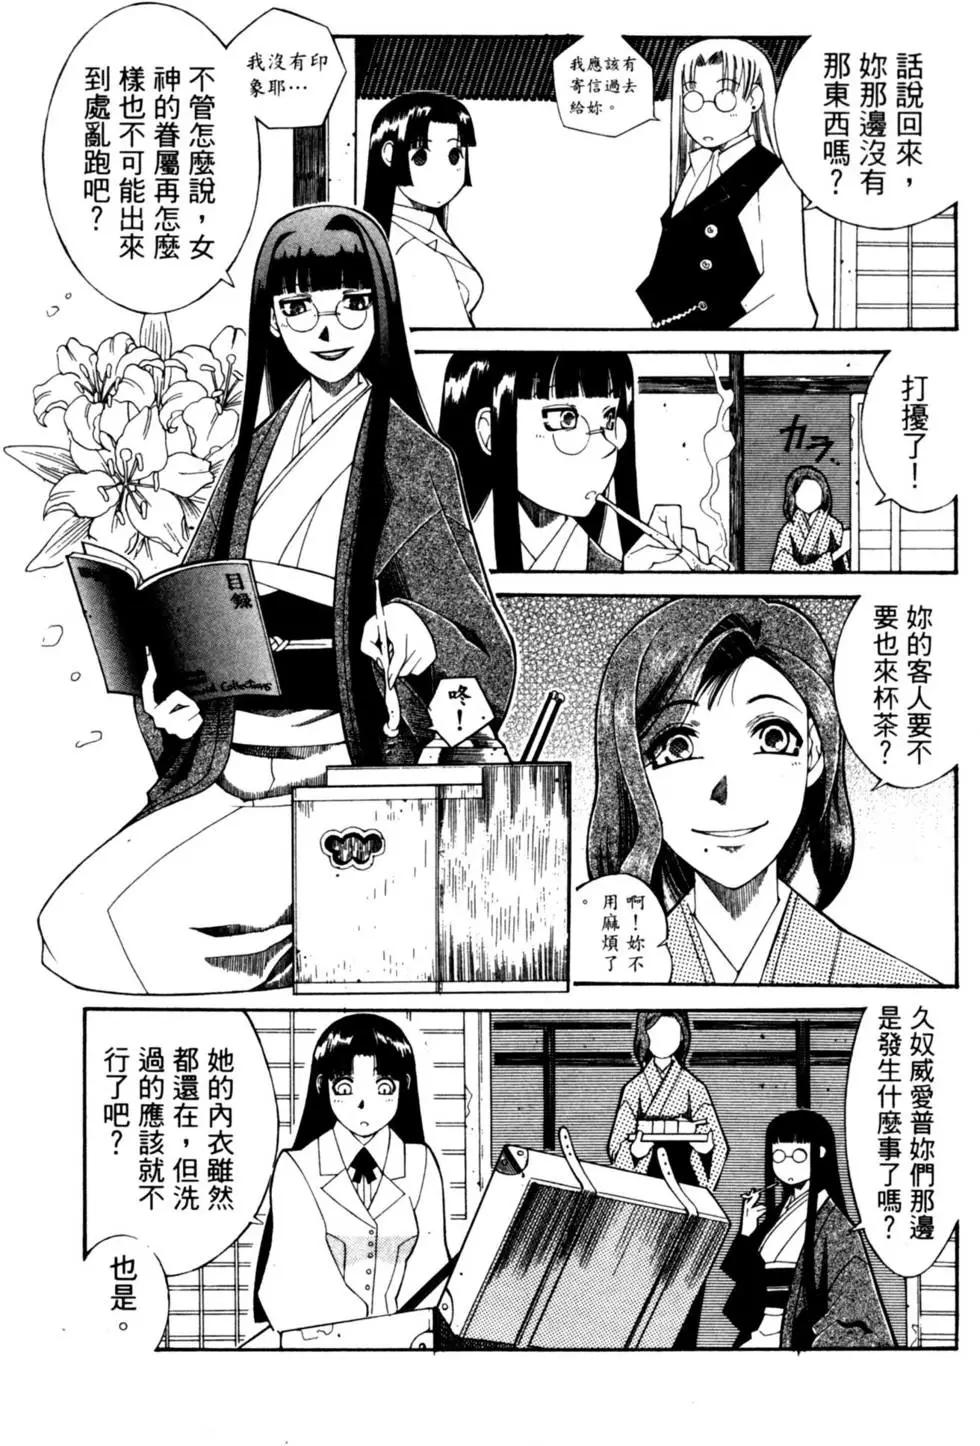 話說回來，
妳那邊沒有
那東西嗎？
我應該有
寄信過去
給妳。
我沒有印
象耶…
不管怎麼說，女
神的眷屬再怎麼
樣也不可能出來
到處亂跑吧？
目錄
Collections
咚！
打擾了！
カラ
妳的客人要不
要也來杯茶？
啊！妳不
用麻煩了
。
久奴威愛普妳們那邊
是發生什麼事了嗎？
她的內衣雖然
都還在，但洗
過的應該就不
行了吧？
也是。